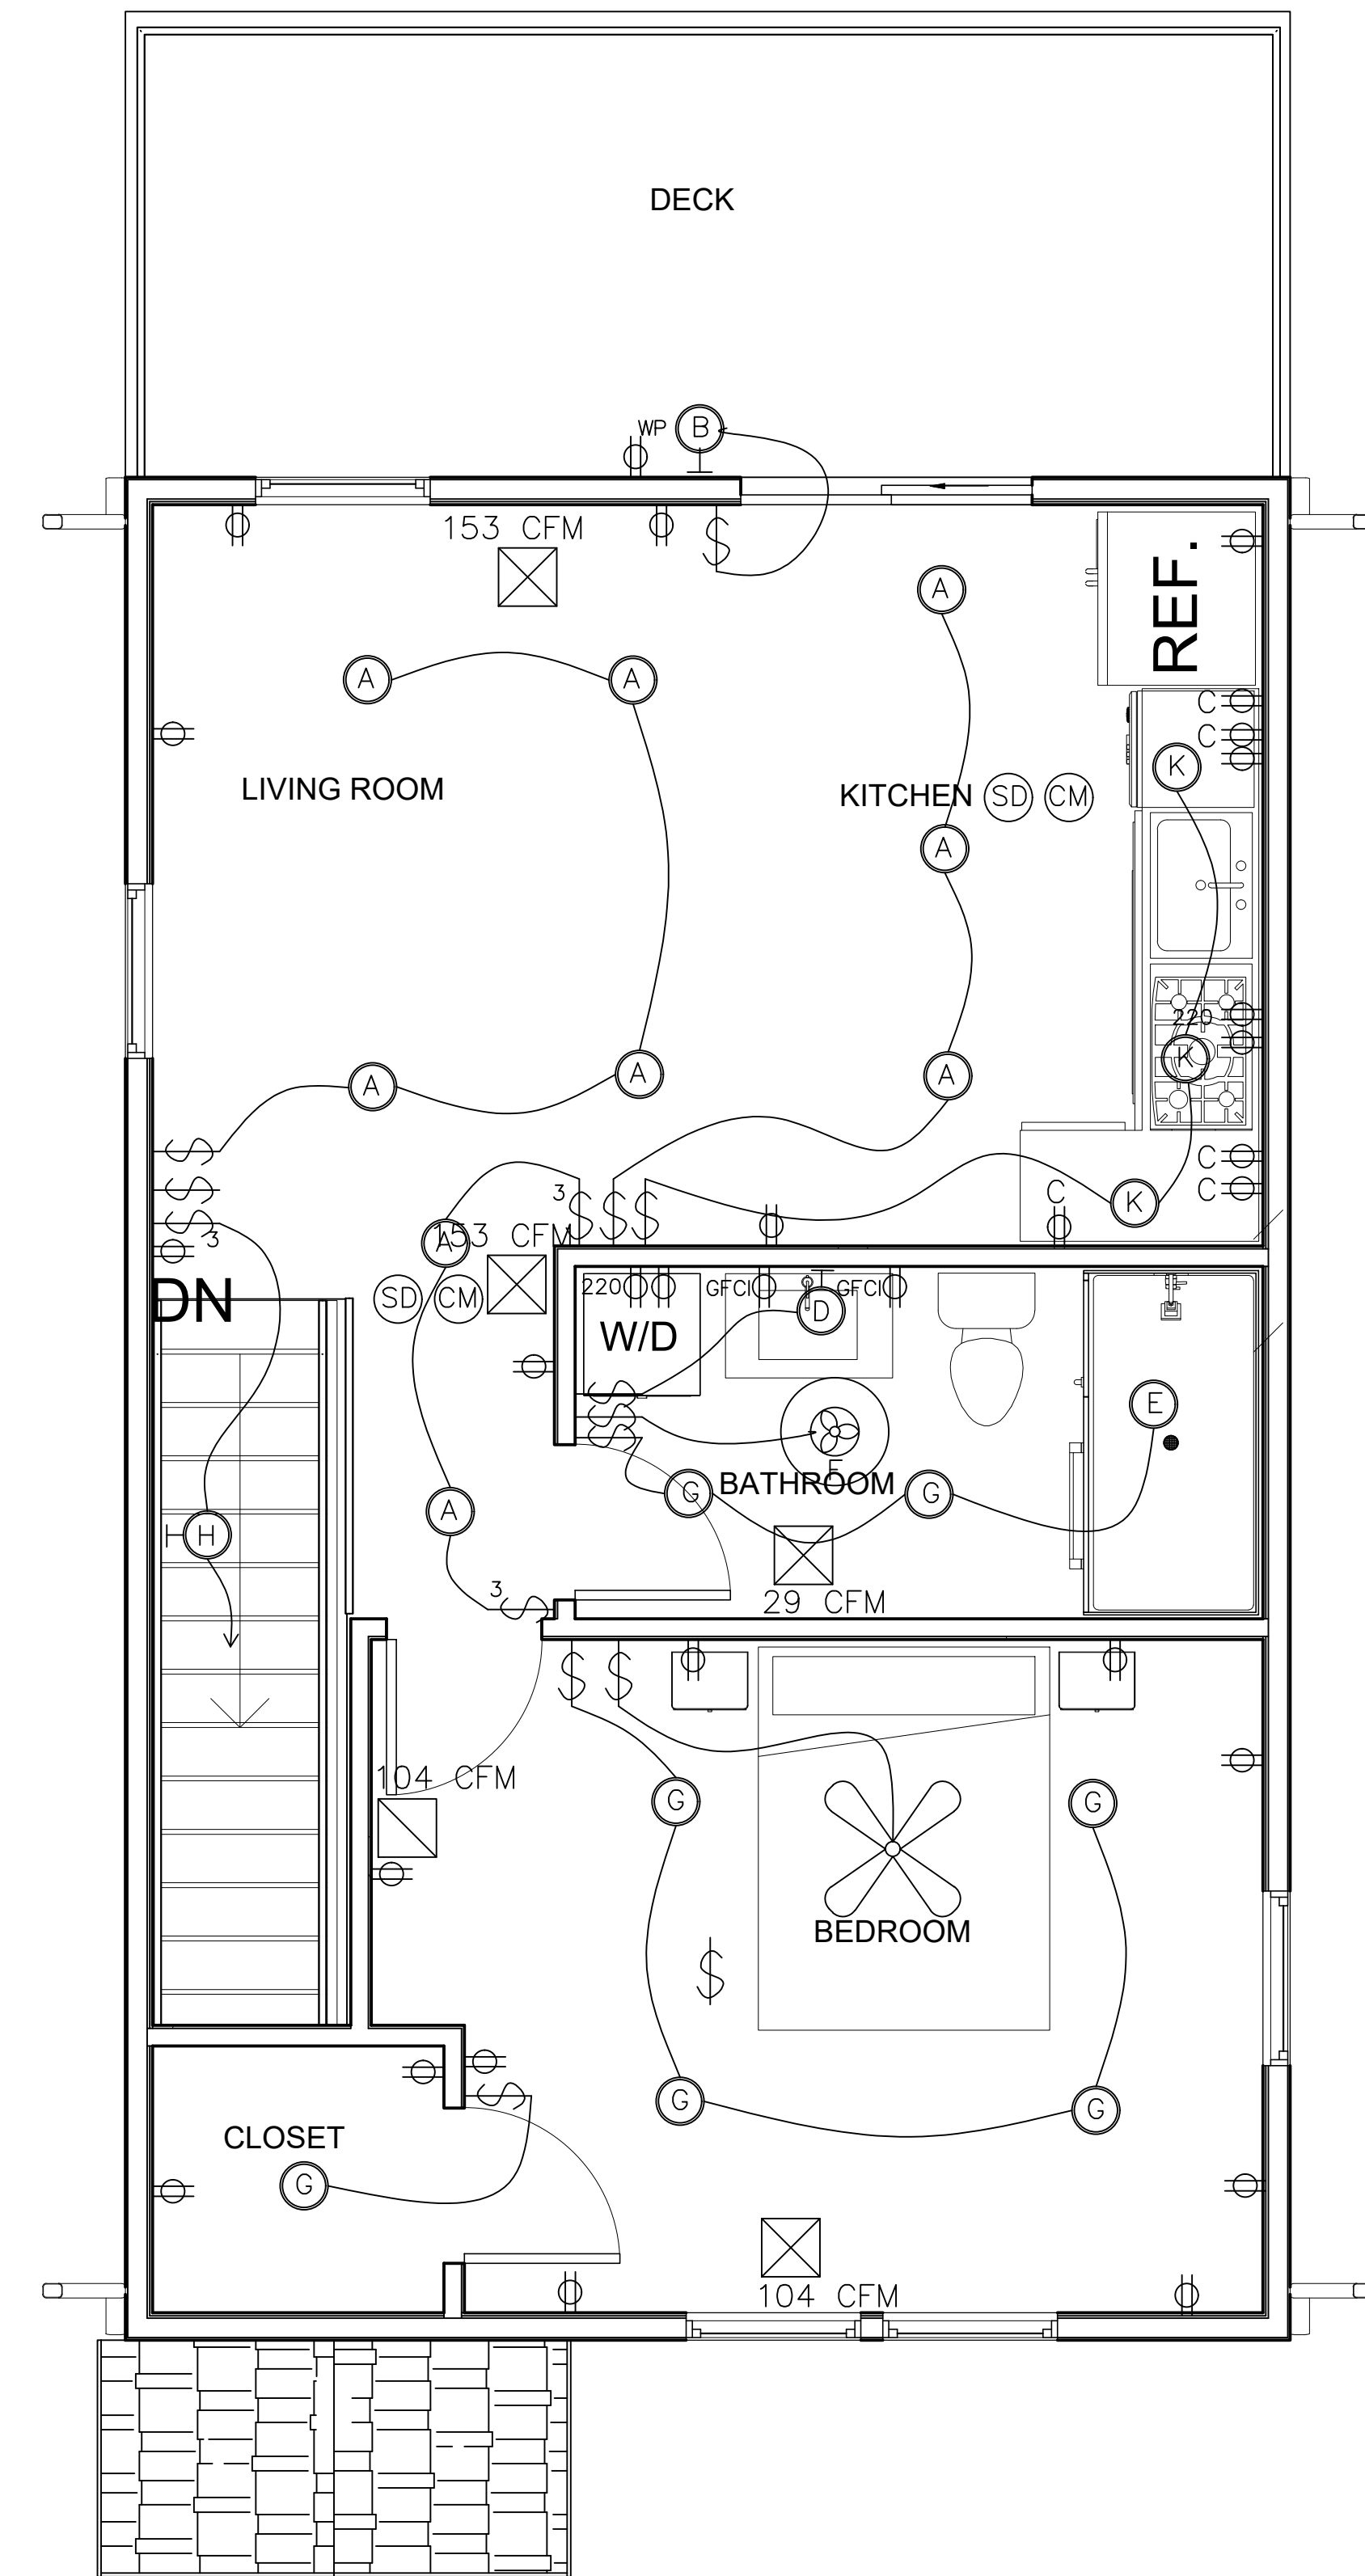 DECK
WP B
153 CFM
$
REF.
A
A A
C
C
K
LIVING ROOM
KITCHEN SD CM
A
220
K
A A A
$
$
$ 3
C
C
3 $ $ $
C
K
A
153 CFM
DN
SD CM
220
GFCI
GFCI
D
W/D
$
$
$
E
F
BATHROOM
G G
A
H
3 $
29 CFM
$ $
104 CFM
G G
BEDROOM
$
$
G G
CLOSET
G
104 CFM